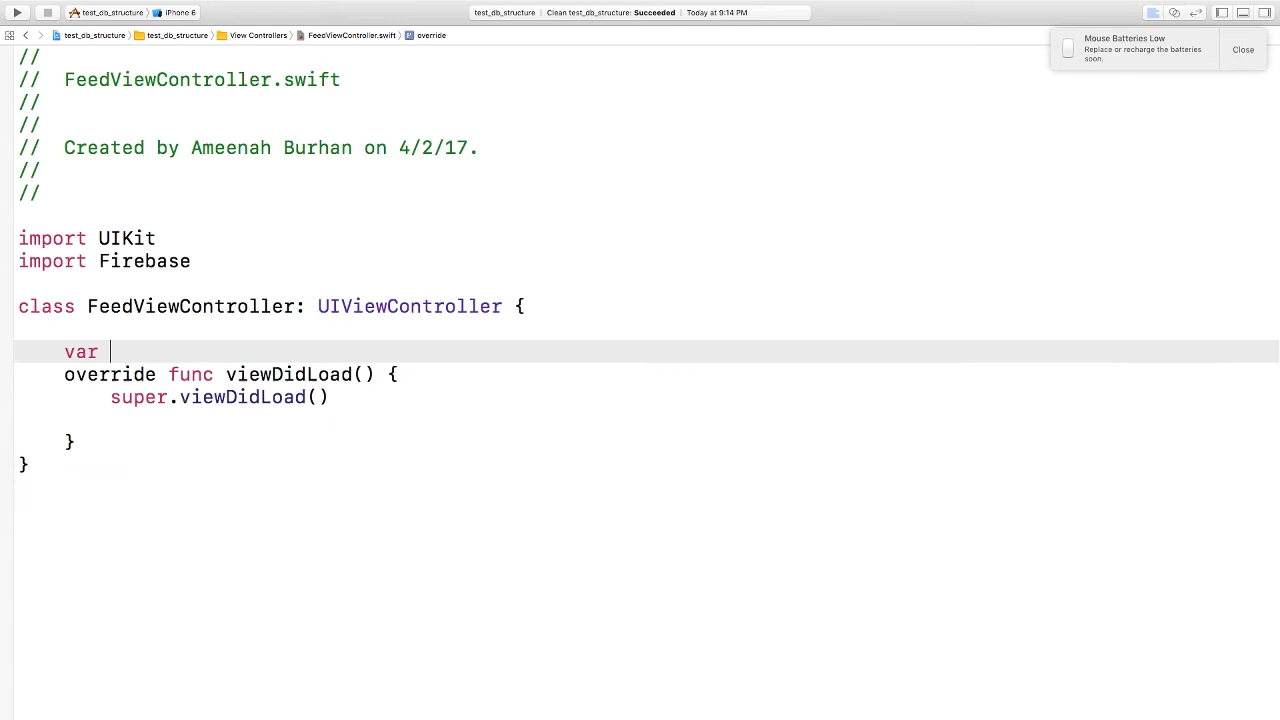 test_db_structure 〉 iPhone 6
test_db_structure | Clean test_db_structure: Succeeded | Today at 9:14 PM
test_db_structure 〉 test_db_structure 〉 View Controllers 〉 FeedViewController.swift 〉 P override
Mouse Batteries Low
Replace or recharge the batteries
soon.
Close
//
//  FeedViewController.swift
//
//
//  Created by Ameenah Burhan on 4/2/17.
//
//
import UIKit
import Firebase
class FeedViewController: UIViewController {
var
override func viewDidLoad() {
super.viewDidLoad()
}
}